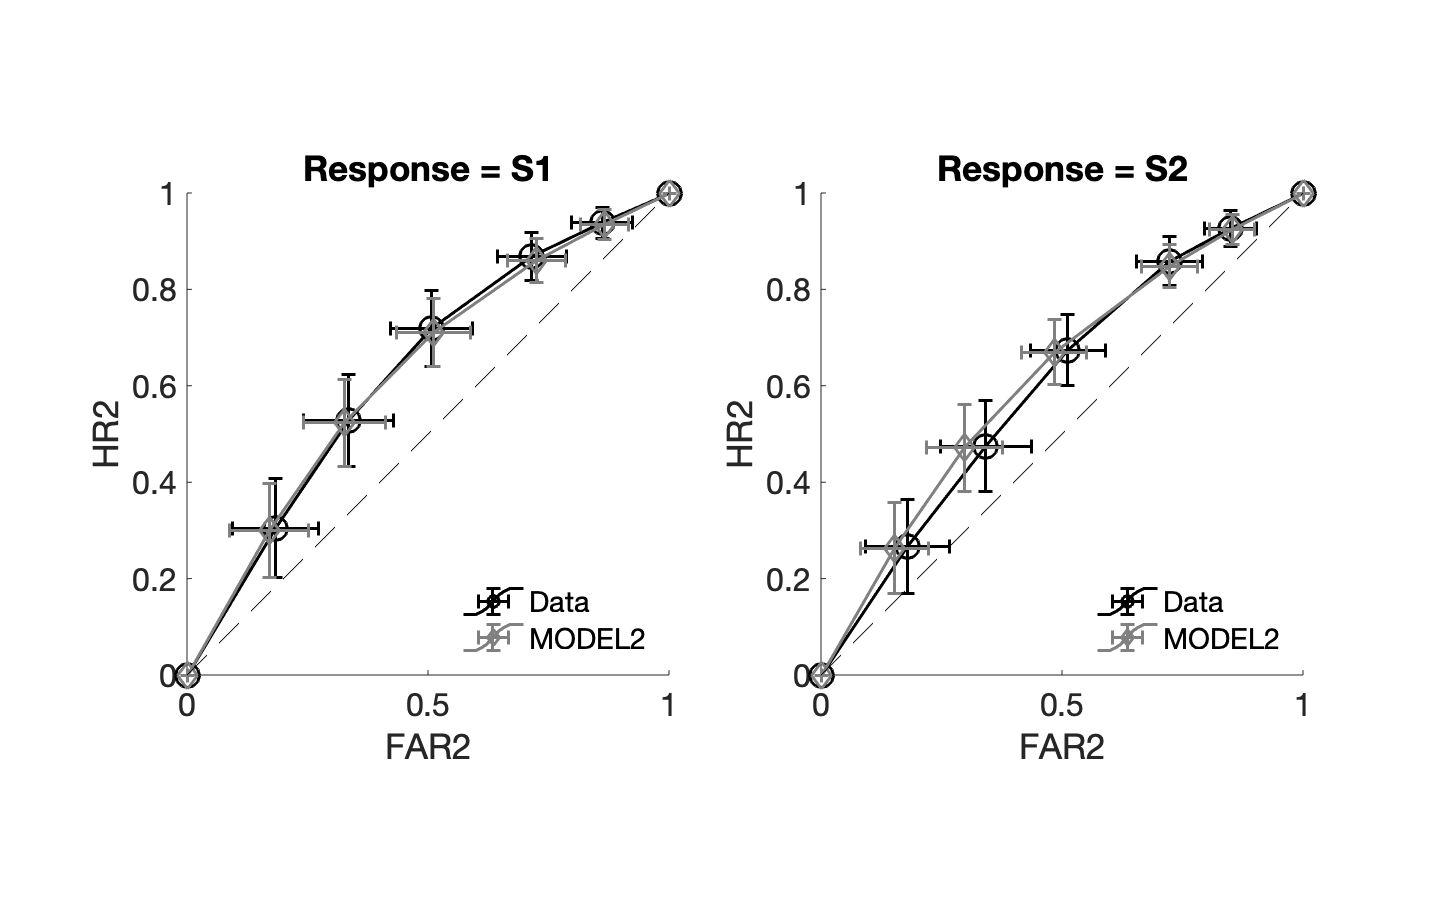 Response = S1
HR2
1
0.8
0.6
0.4
0.2
0
0
0.5
1
FAR2
Data
MODEL2
Response = S2
HR2
1
0.8
0.6
0.4
0.2
0
0
0.5
1
FAR2
Data
MODEL2